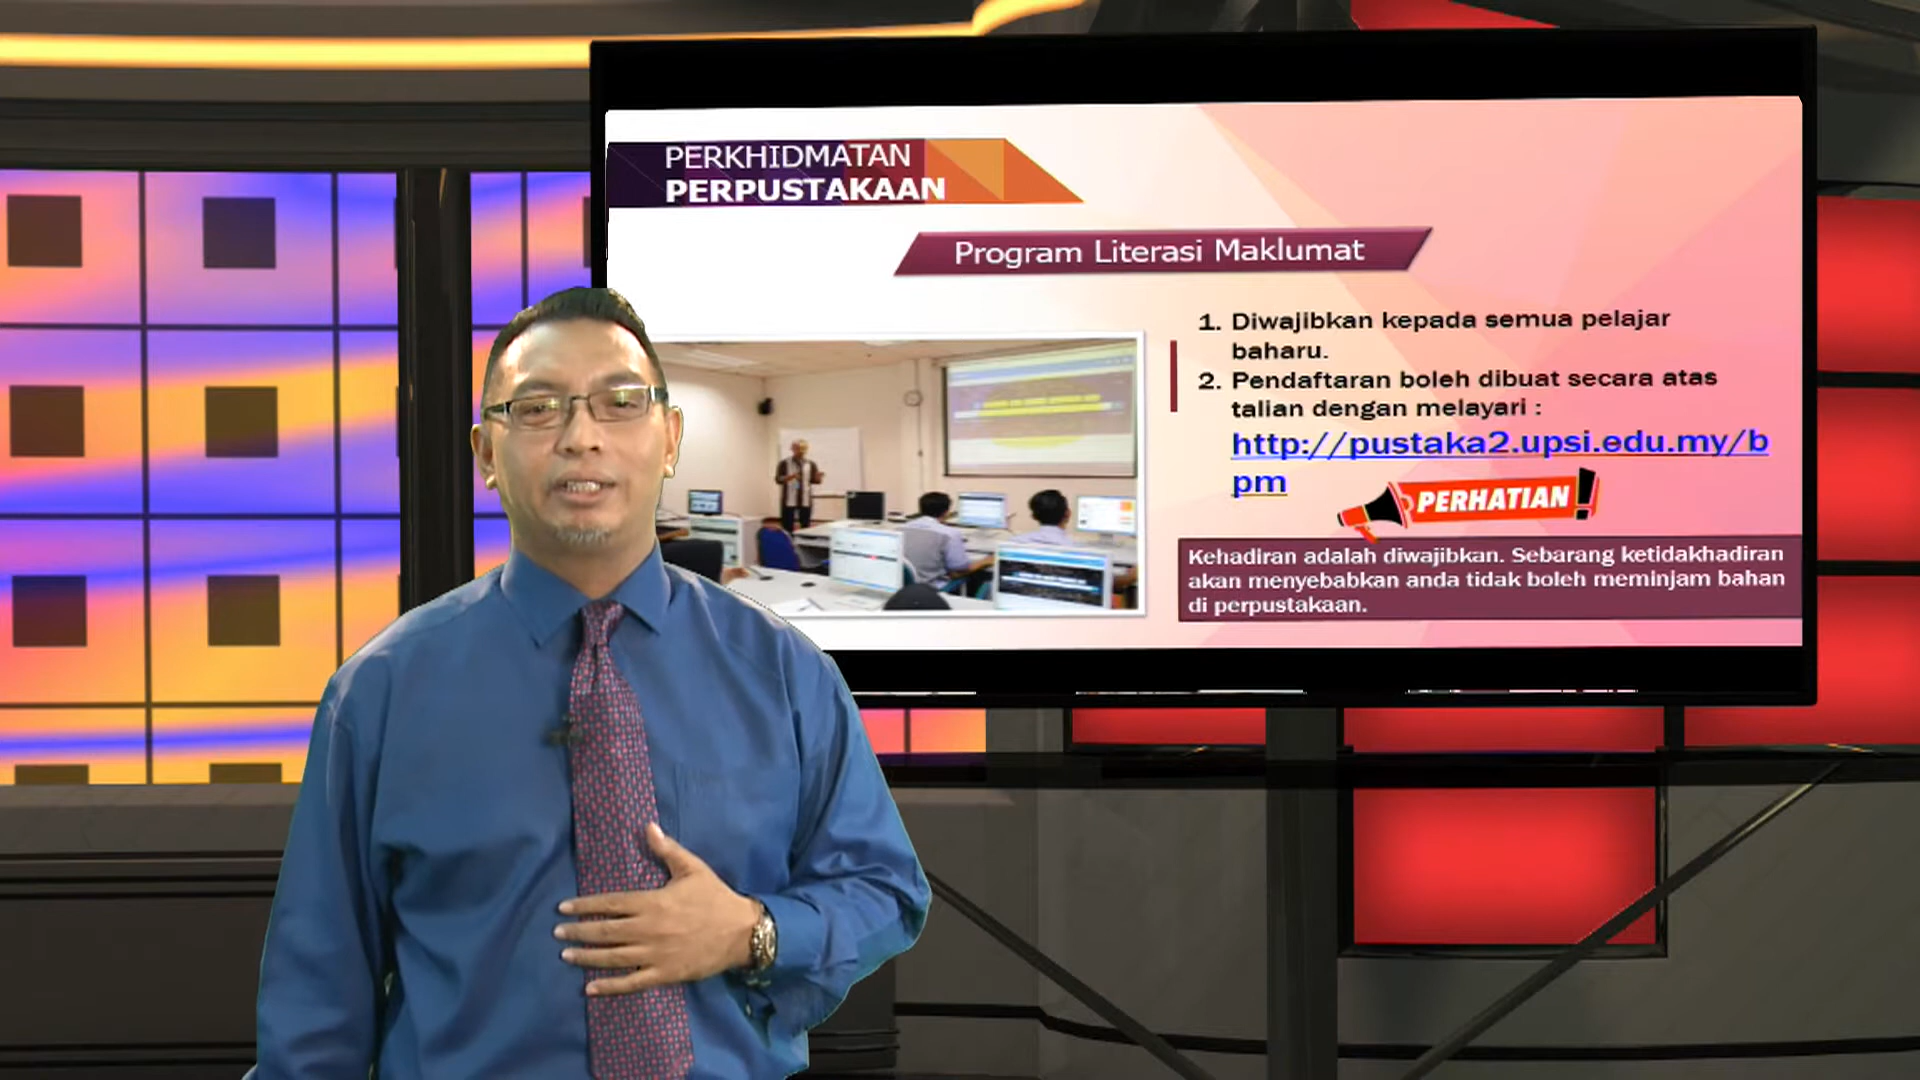 PERKHIDMATAN
PERPUSTAKAAN
Program Literasi Maklumat
1. Diwajibkan kepada semua pelajar
baharu.
2. Pendaftaran boleh dibuat secara atas
talian dengan melayari :
http://pustaka2.upsi.edu.my/b
pm
PERHATIAN!
Kehadiran adalah diwajibkan. Sebarang ketidakhadiran
akan menyebabkan anda tidak boleh meminjam bahan
di perpustakaan.